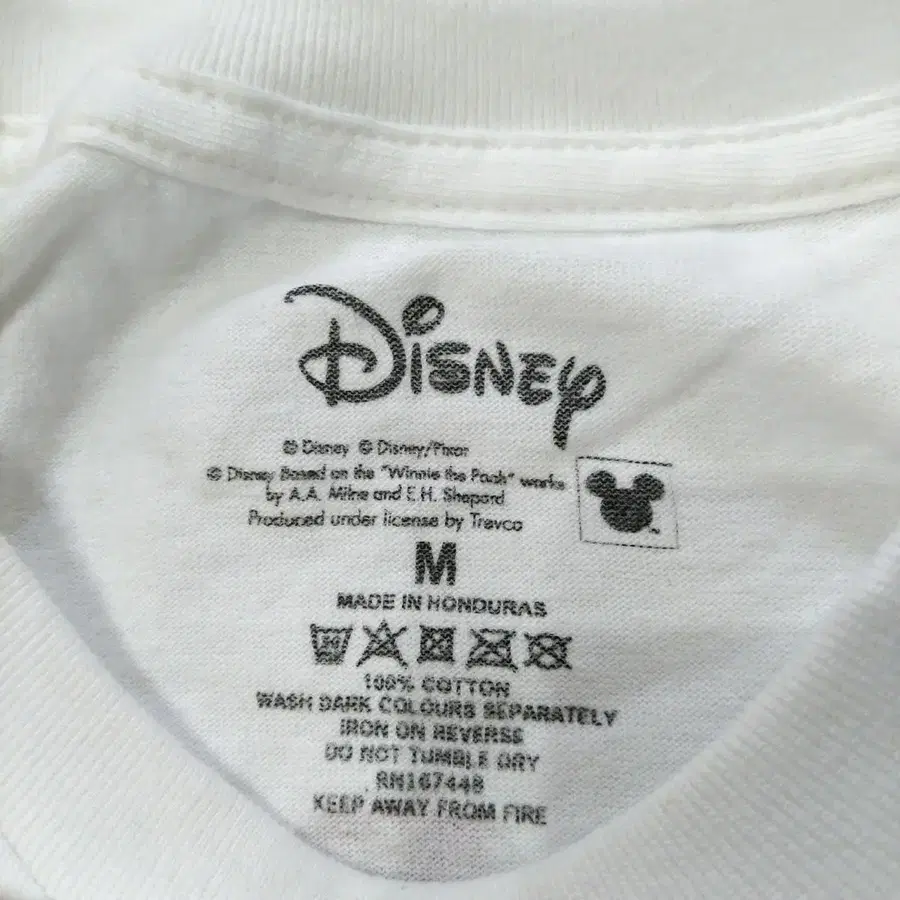 Disney
© Disney © Disney/Pixar
© Disney Based on the "Winnie the Pooh" works
by A.A. Milne and E.H. Shepard
Produced under license by Trevco
M
MADE IN HONDURAS
100% COTTON
WASH DARK COLOURS SEPARATELY
IRON ON REVERSE
DO NOT TUMBLE DRY
RN167448
KEEP AWAY FROM FIRE